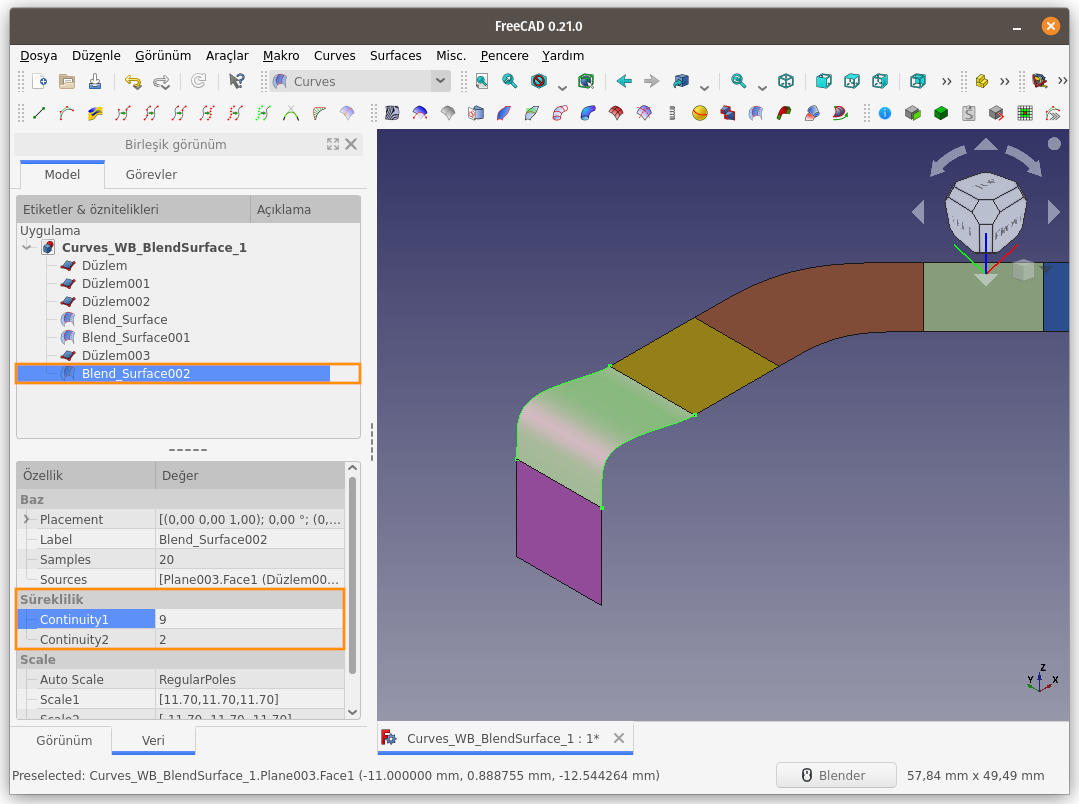 FreeCAD 0.21.0
Dosya Düzenle Görünüm Araçlar Makro Curves Surfaces Misc. Pencere Yardım
Curves
Birleşik görünüm
Model Görevler
Etiketler & öznitelikleri Açıklama
Uygulama
Curves_WB_BlendSurface_1
Düzlem
Düzlem001
Düzlem002
Blend_Surface
Blend_Surface001
Düzlem003
Blend_Surface002
Özellik Değer
Baz
Placement [(0,00 0,00 1,00); 0,00 °; (0,...
Label Blend_Surface002
Samples 20
Sources [Plane003.Face1 (Düzlem00...
Süreklilik
Continuity1 9
Continuity2 2
Scale
Auto Scale RegularPoles
Scale1 [11.70,11.70,11.70]
Scale2 [-11.70,-11.70,-11.70]
Görünüm Veri
Z
Y X
Curves_WB_BlendSurface_1 : 1*
Preselected: Curves_WB_BlendSurface_1.Plane003.Face1 (-11.000000 mm, 0.888755 mm, -12.544264 mm)
Blender 57,84 mm x 49,49 mm